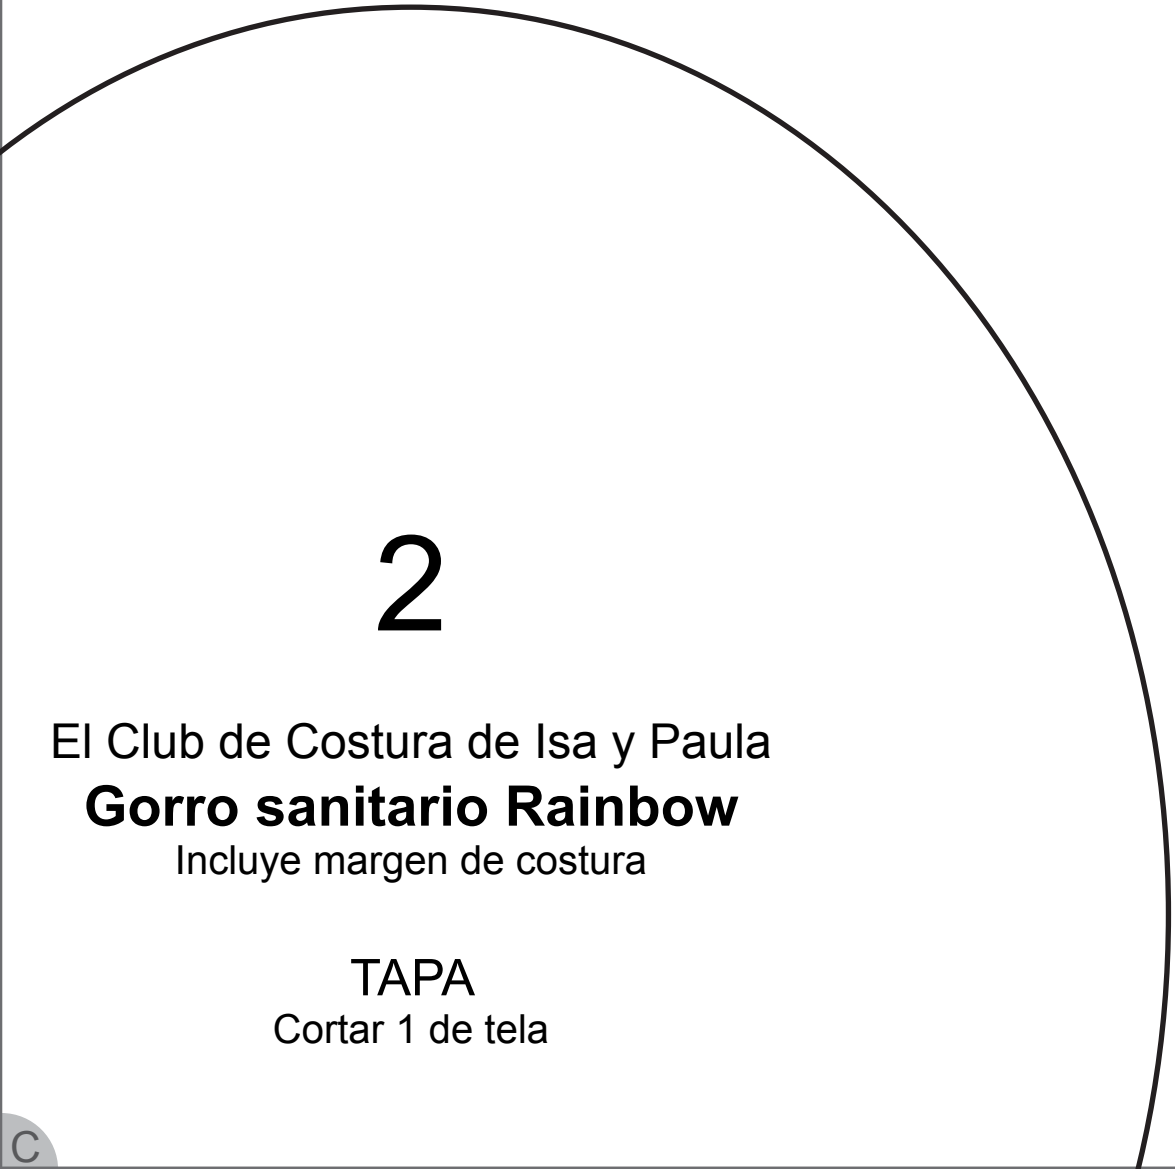 2
El Club de Costura de Isa y Paula
Gorro sanitario Rainbow
Incluye margen de costura
TAPA
Cortar 1 de tela
C